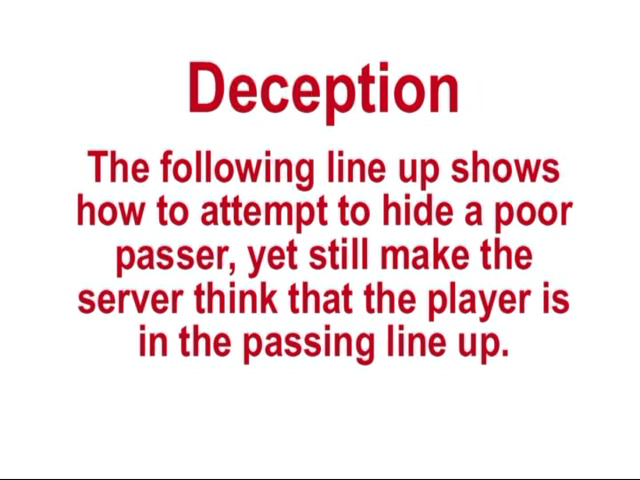 Deception
The following line up shows
how to attempt to hide a poor
passer, yet still make the
server think that the player is
in the passing line up.